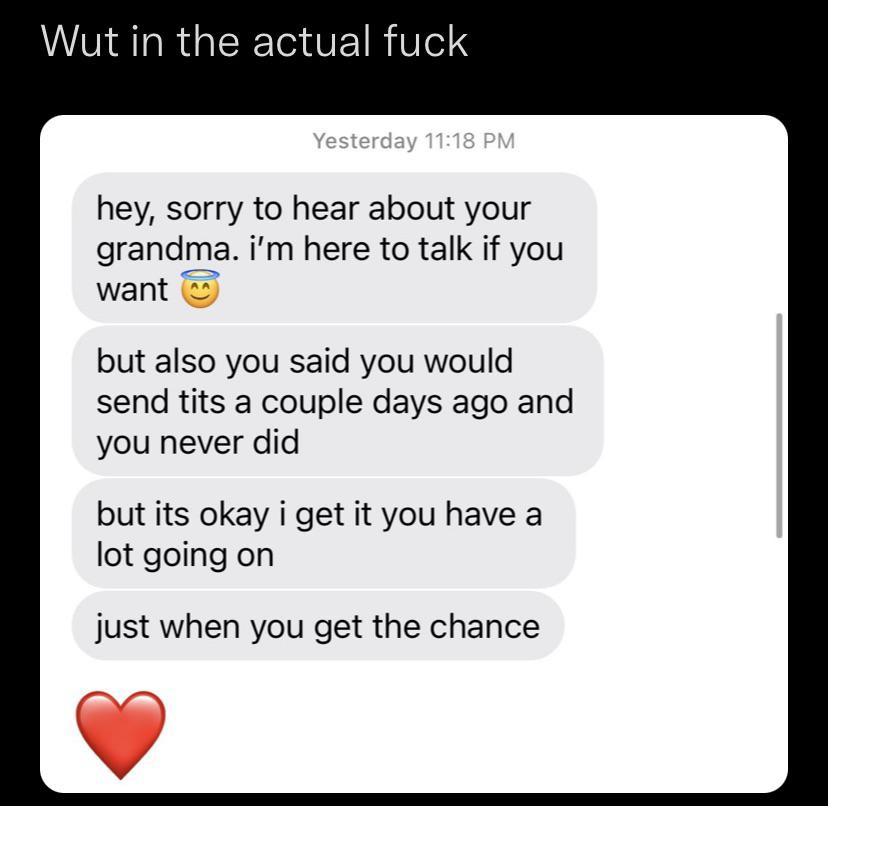 Wut in the actual fuck
Yesterday 11:18 PM
hey, sorry to hear about your
grandma. i’m here to talk if you
want 😇
but also you said you would
send tits a couple days ago and
you never did
but its okay i get it you have a
lot going on
just when you get the chance
❤️